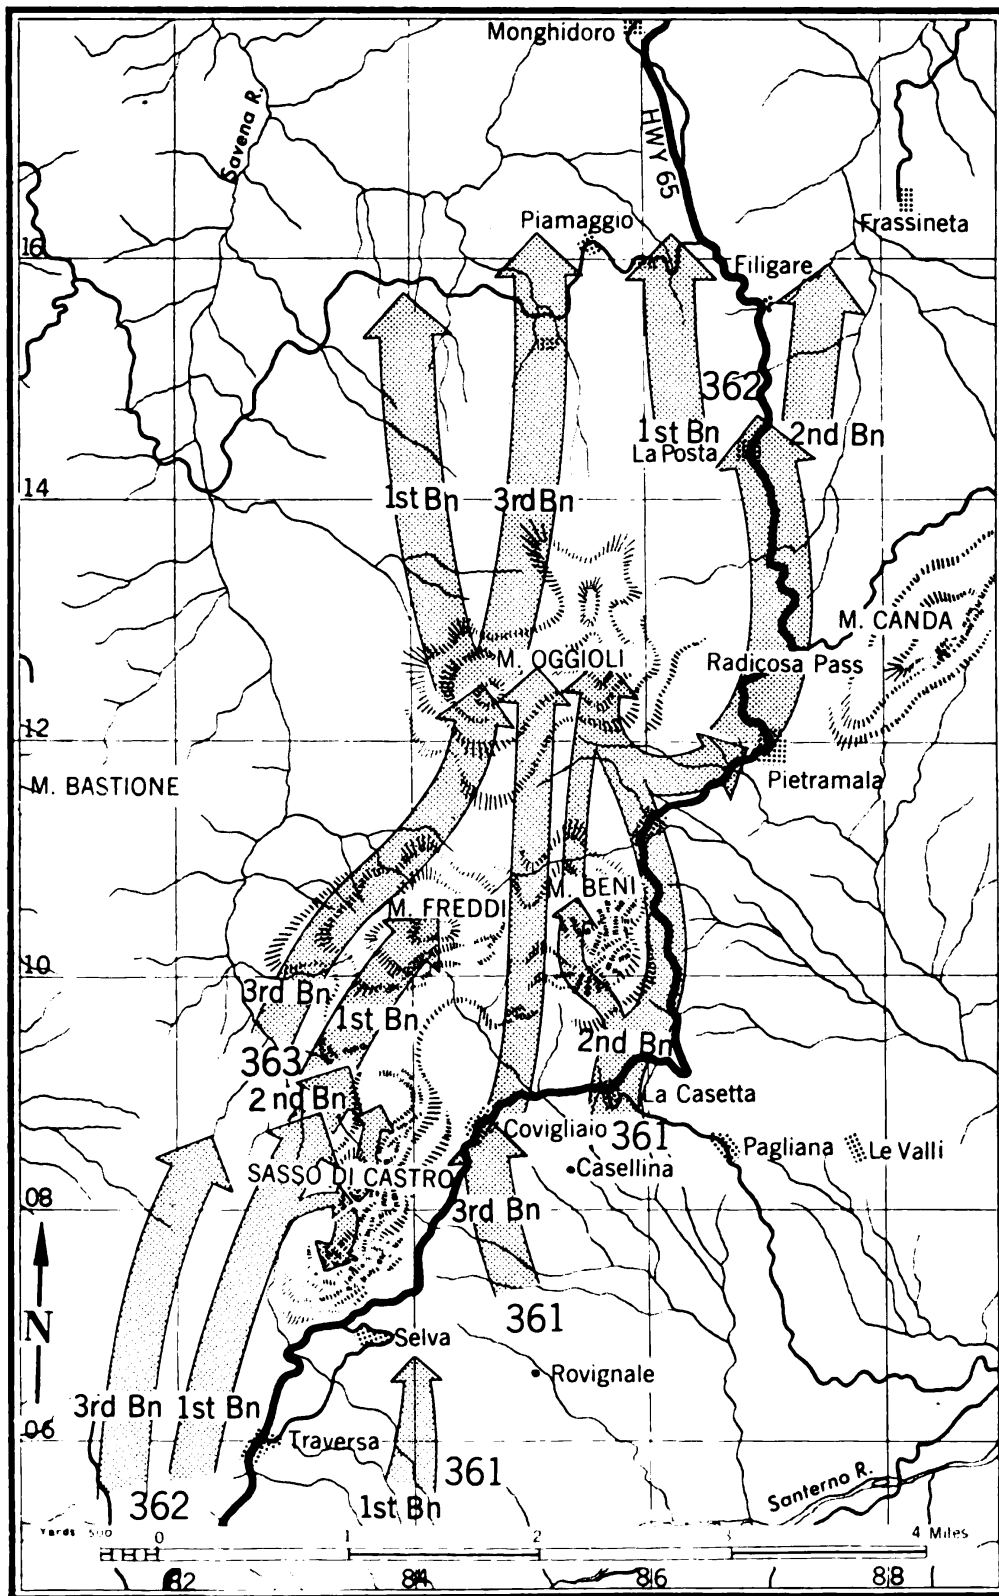 Monghidoro
Savena R.
HWY 65
Piamaggio
Frassineta
16
Filigare
362
1st Bn
2nd Bn
La Posta
14
1st Bn
3rd Bn
M. CANDA
M. OGGIOLI
Radicosa Pass
12
M. BASTIONE
Pietramala
M. BENI
M. FREDDI
10
3rd Bn
1st Bn
2nd Bn
363
2nd Bn
La Casetta
Covigliaio
361
Pagliana
Le Valli
Casellina
SASSO DI CASTRO
08
3rd Bn
N
361
Selva
Rovignale
3rd Bn
1st Bn
06
Traversa
361
Santerno R.
362
1st Bn
Yards 500
0
1
2
3
4 Miles
82
84
86
88